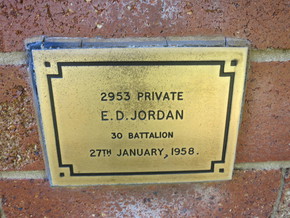 2953 PRIVATE
E.D.JORDAN
30 BATTALION
27TH JANUARY, 1958.